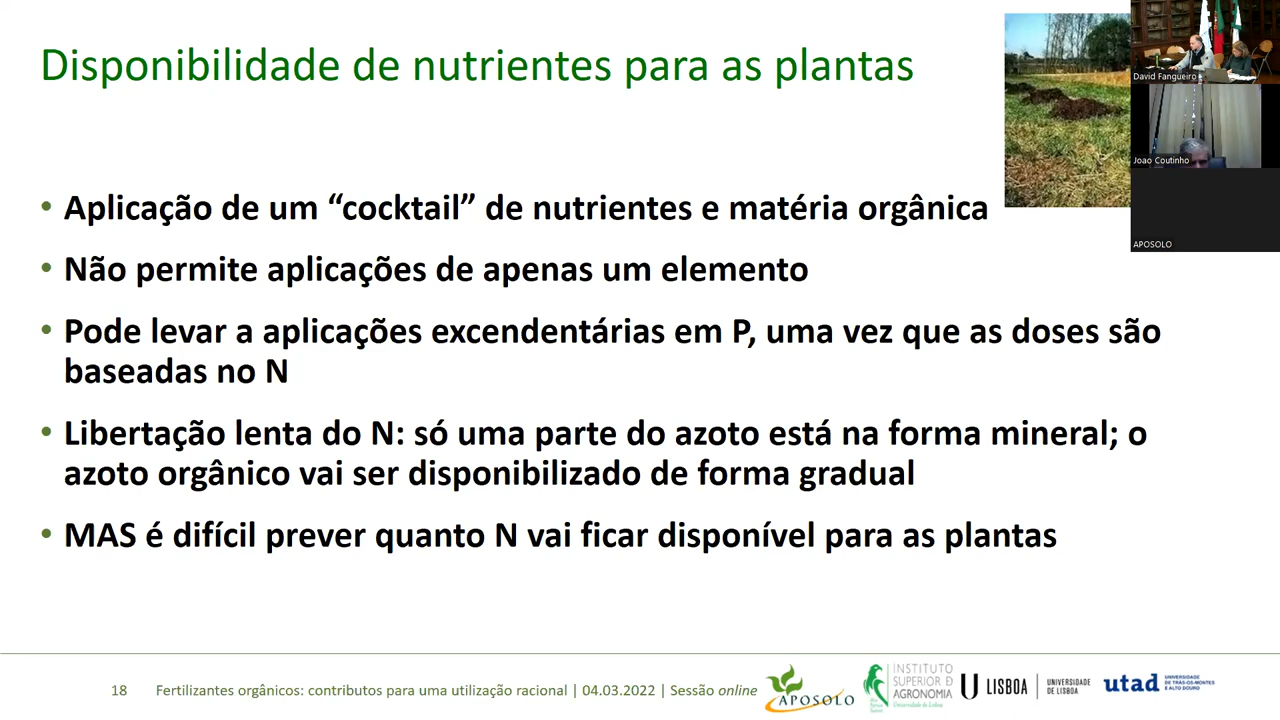 Disponibilidade de nutrientes para as plantas
David Fangueiro
Joao Coutinho
APOSOLO
• Aplicação de um “cocktail” de nutrientes e matéria orgânica
• Não permite aplicações de apenas um elemento
• Pode levar a aplicações excendentárias em P, uma vez que as doses são
baseadas no N
• Libertação lenta do N: só uma parte do azoto está na forma mineral; o
azoto orgânico vai ser disponibilizado de forma gradual
• MAS é difícil prever quanto N vai ficar disponível para as plantas
18 Fertilizantes orgânicos: contributos para uma utilização racional | 04.03.2022 | Sessão online
APOSOLO
INSTITUTO
SUPERIOR D
AGRONOMIA
Universidade de Lisboa
U LISBOA
UNIVERSIDADE
DE LISBOA
utad
UNIVERSIDADE
DE TRÁS-OS-MONTES
E ALTO DOURO